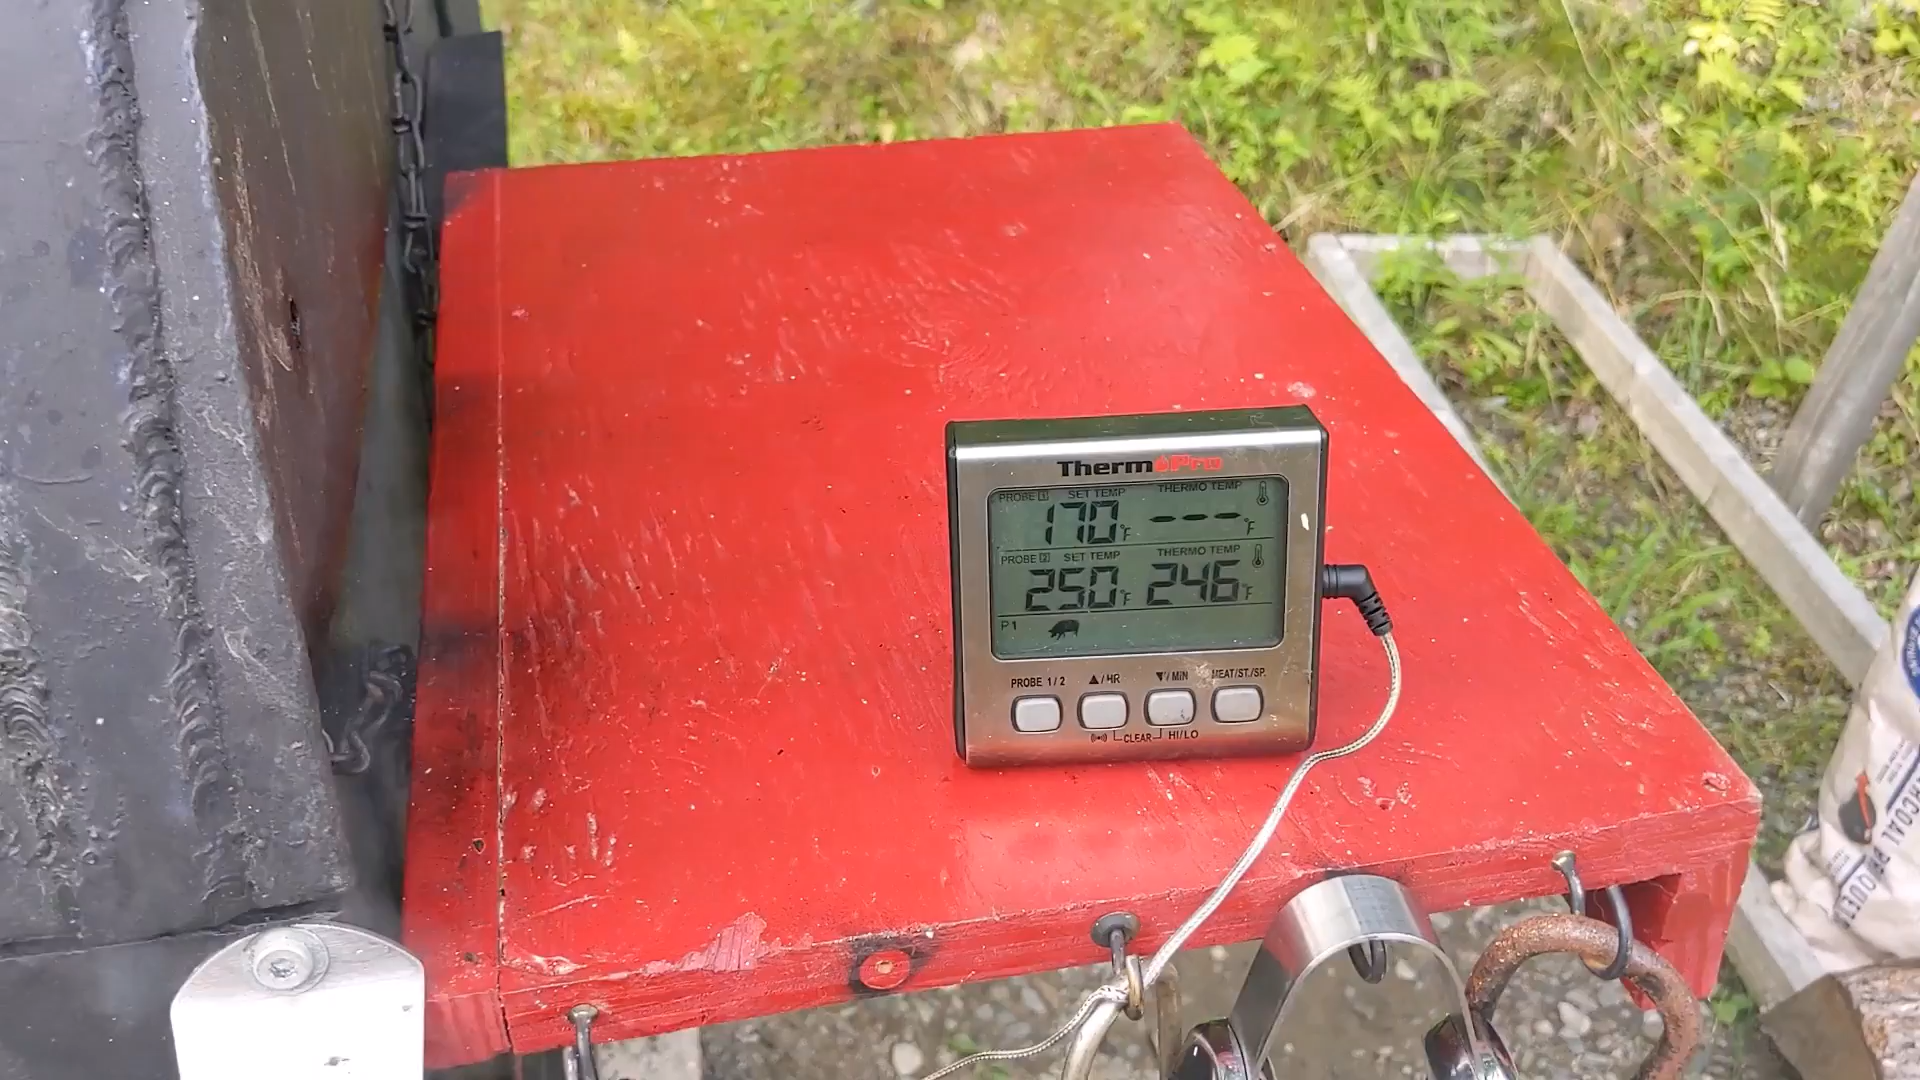 ThermoPro
PROBE 1 SET TEMP THERMO TEMP
170°F ---°F
PROBE 2 SET TEMP THERMO TEMP
250°F 246°F
P1
PROBE 1/2 ▲/HR ▼/MIN MEAT/ST./SP.
CLEAR HI/LO